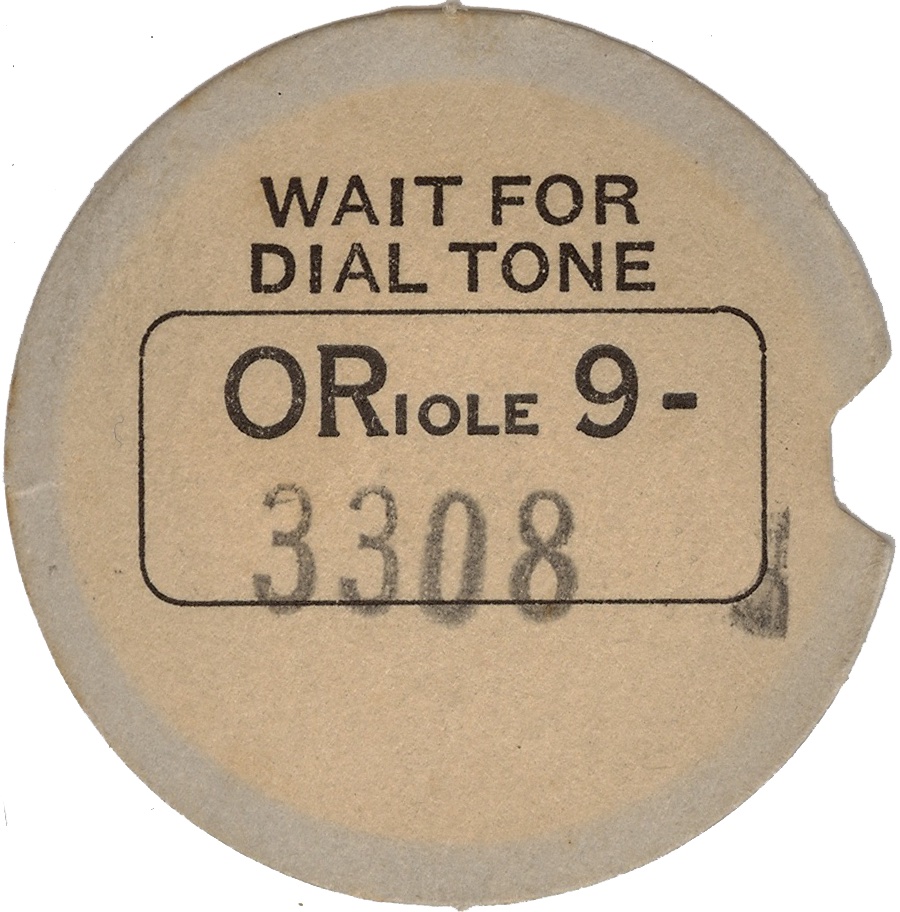 WAIT FOR
DIAL TONE
ORIOLE 9-
3308